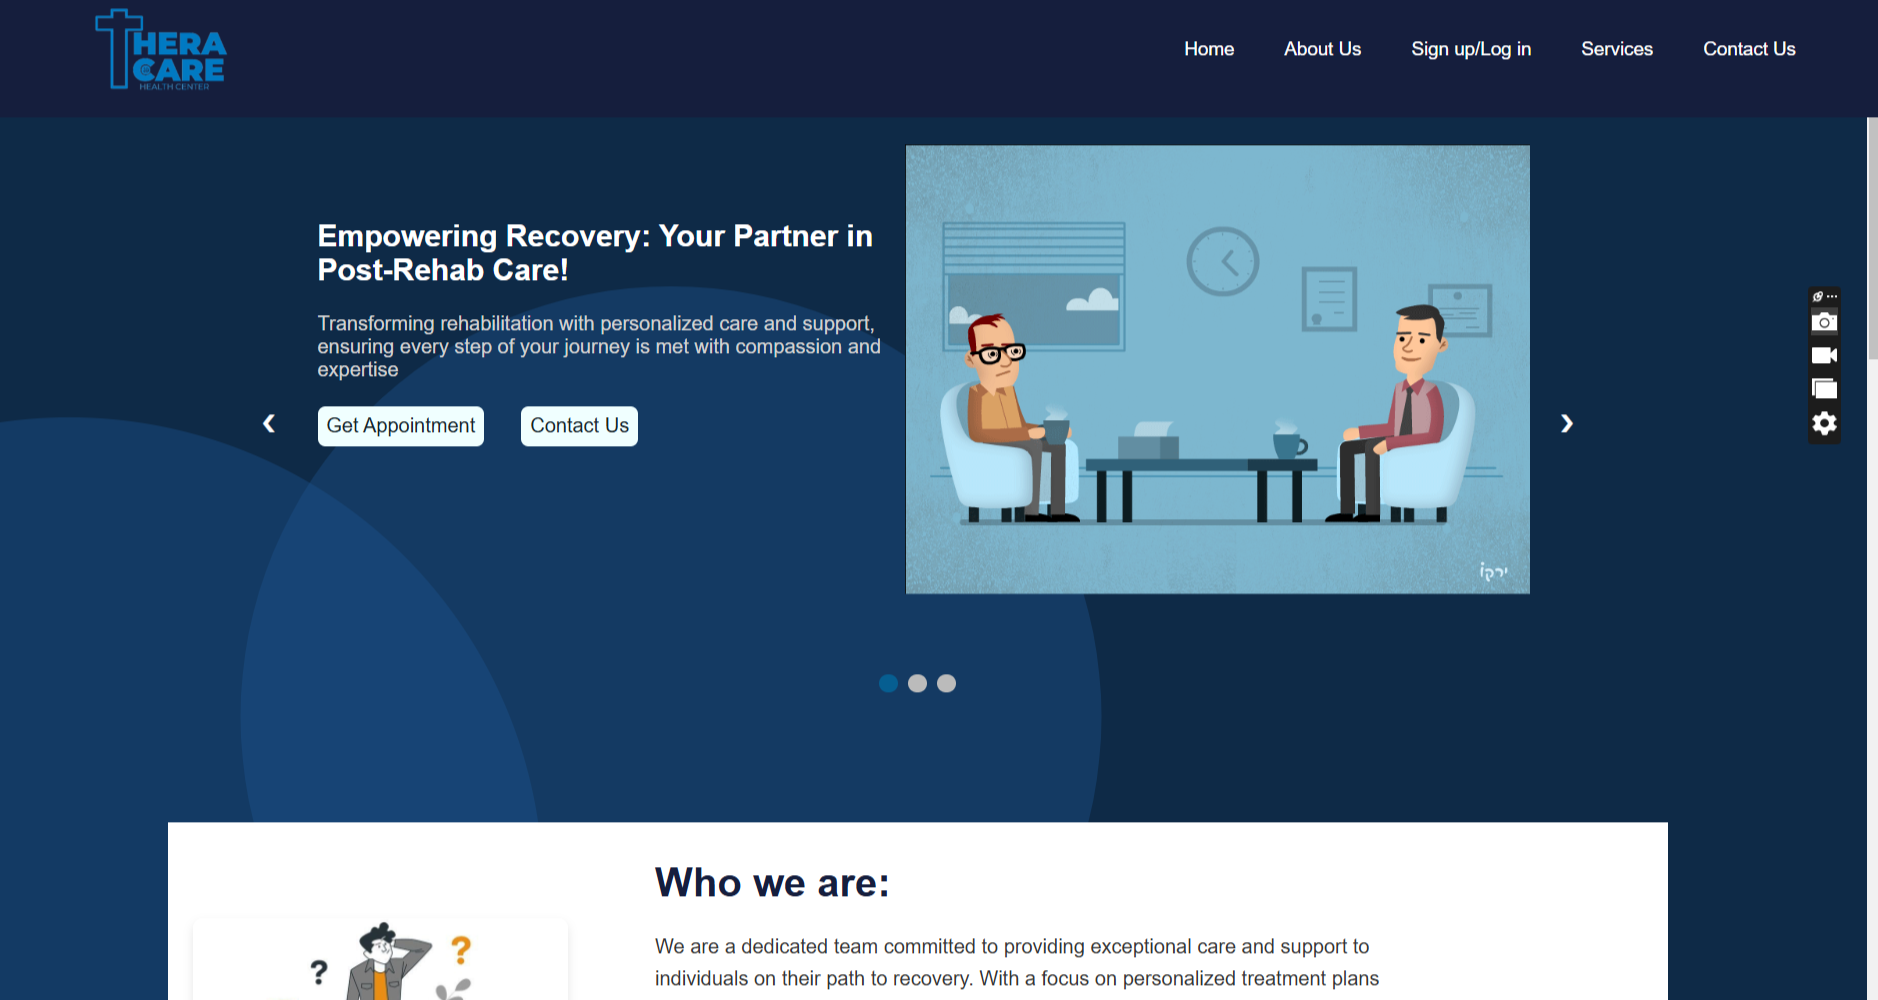 THERA
CARE
HEALTH CENTER
Home
About Us
Sign up/Log in
Services
Contact Us
Empowering Recovery: Your Partner in
Post-Rehab Care!
Transforming rehabilitation with personalized care and support,
ensuring every step of your journey is met with compassion and
expertise
Get Appointment
Contact Us
ירקו
Who we are:
We are a dedicated team committed to providing exceptional care and support to
individuals on their path to recovery. With a focus on personalized treatment plans
? ?